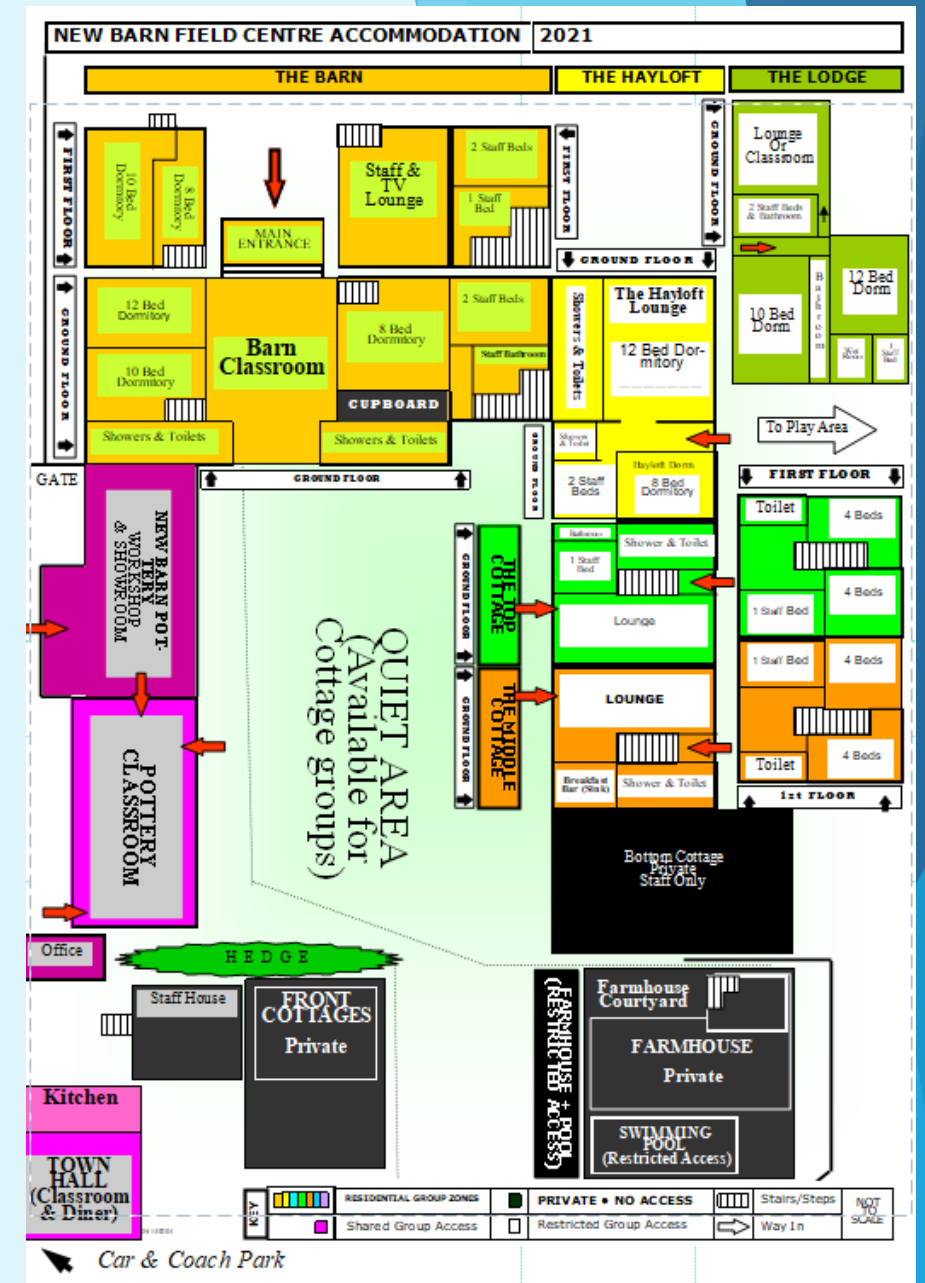 NEW BARN FIELD CENTRE ACCOMMODATION 2021
THE BARN
THE HAYLOFT
THE LODGE
FIRST FLOOR
10 Bed
Dormitory
8 Bed
Dormitory
MAIN
ENTRANCE
Staff &
TV
Lounge
2 Staff Beds
1 Staff
Bed
FIRST FLOOR
GROUND FLOOR
GROUND FLOOR
Lounge
Or
Classroom
2 Staff Beds
& Bathroom
10 Bed
Dorm
Bathroom
12 Bed
Dorm
Wet
Room
1
Staff
Bed
GROUND FLOOR
12 Bed
Dormitory
10 Bed
Dormitory
Showers & Toilets
Barn
Classroom
8 Bed
Dormitory
CUPBOARD
Showers & Toilets
2 Staff Beds
Staff Bathroom
Showers & Toilets
The Hayloft
Lounge
12 Bed Dor-
mitory
To Play Area
GROUND FLOOR
Shower
& Toilet
2 Staff
Beds
Hayloft Dorm
8 Bed
Dormitory
GATE
GROUND FLOOR
FIRST FLOOR
NEW BARN POT-
TERY
WORKSHOP
& SHOWROOM
GROUND FLOOR
THE TOP
COTTAGE
Bathroom
1 Staff
Bed
Shower & Toilet
Lounge
Toilet
4 Beds
4 Beds
1 Staff Bed
1 Staff Bed
4 Beds
Toilet
4 Beds
1st FLOOR
QUIET AREA
(Available for
Cottage groups)
GROUND FLOOR
THE MIDDLE
COTTAGE
LOUNGE
Breakfast
Bar (Sink)
Shower & Toilet
POTTERY
CLASSROOM
Bottom Cottage
Private
Staff Only
Office
HEDGE
Staff House
FRONT
COTTAGES
Private
FARMHOUSE + POOL
(RESTRICTED ACCESS)
Farmhouse
Courtyard
FARMHOUSE
Private
SWIMMING
POOL
(Restricted Access)
Kitchen
TOWN
HALL
(Classroom
& Diner)
KEY
RESIDENTIAL GROUP ZONES
PRIVATE • NO ACCESS
Stairs/Steps
Shared Group Access
Restricted Group Access
Way In
NOT
TO
SCALE
Car & Coach Park